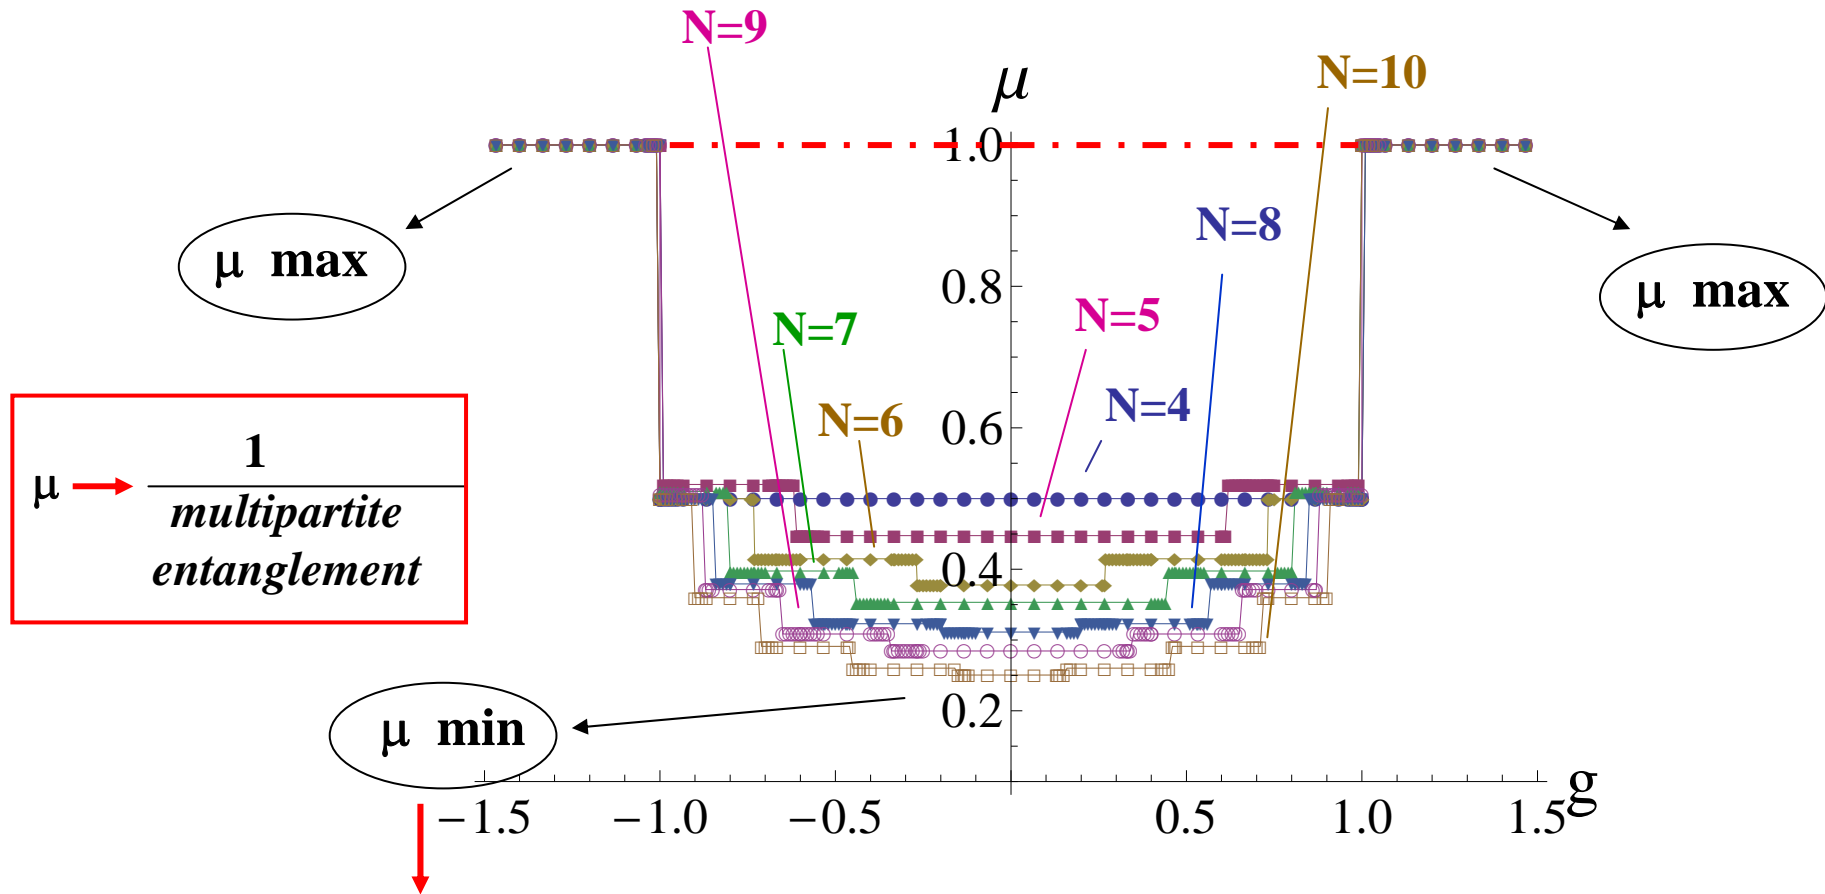 N=9
μ
N=10
1.0
N=8
μ max
μ max
0.8
N=5
N=7
N=4
N=6
0.6
μ
1
multipartite
entanglement
0.4
0.2
μ min
g
−1.5
−1.0
−0.5
0.5
1.0
1.5